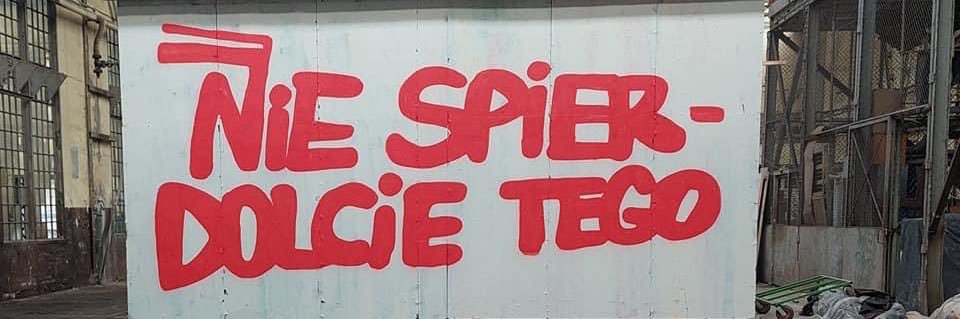 NiE SPiER-
DOLCiE TEGO